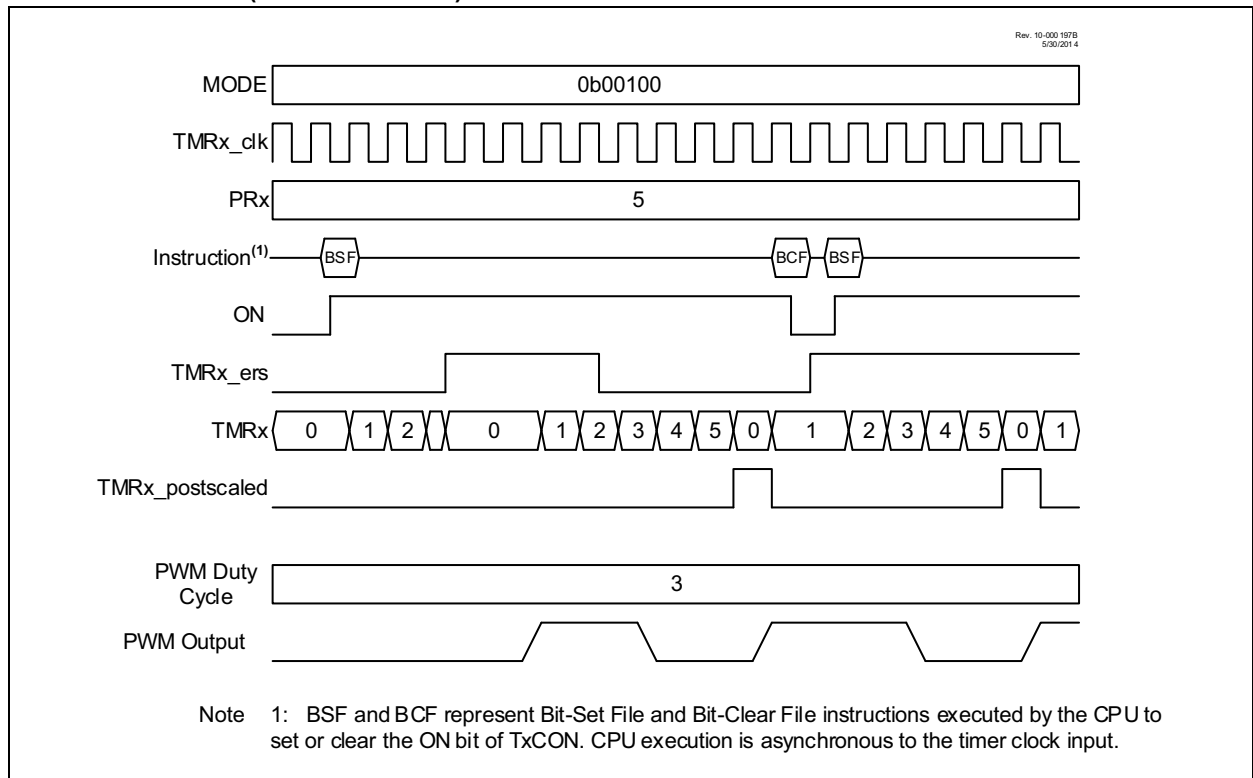 Rev. 10-000 197B
5/30/201 4
MODE
0b00100
TMRx_clk
PRx
5
Instruction(1)
BSF
BCF
BSF
ON
TMRx_ers
TMRx
0
1
2
0
1
2
3
4
5
0
1
2
3
4
5
0
1
TMRx_postscaled
PWM Duty
Cycle
3
PWM Output
Note 1: BSF and BCF represent Bit-Set File and Bit-Clear File instructions executed by the CPU to
set or clear the ON bit of TxCON. CPU execution is asynchronous to the timer clock input.